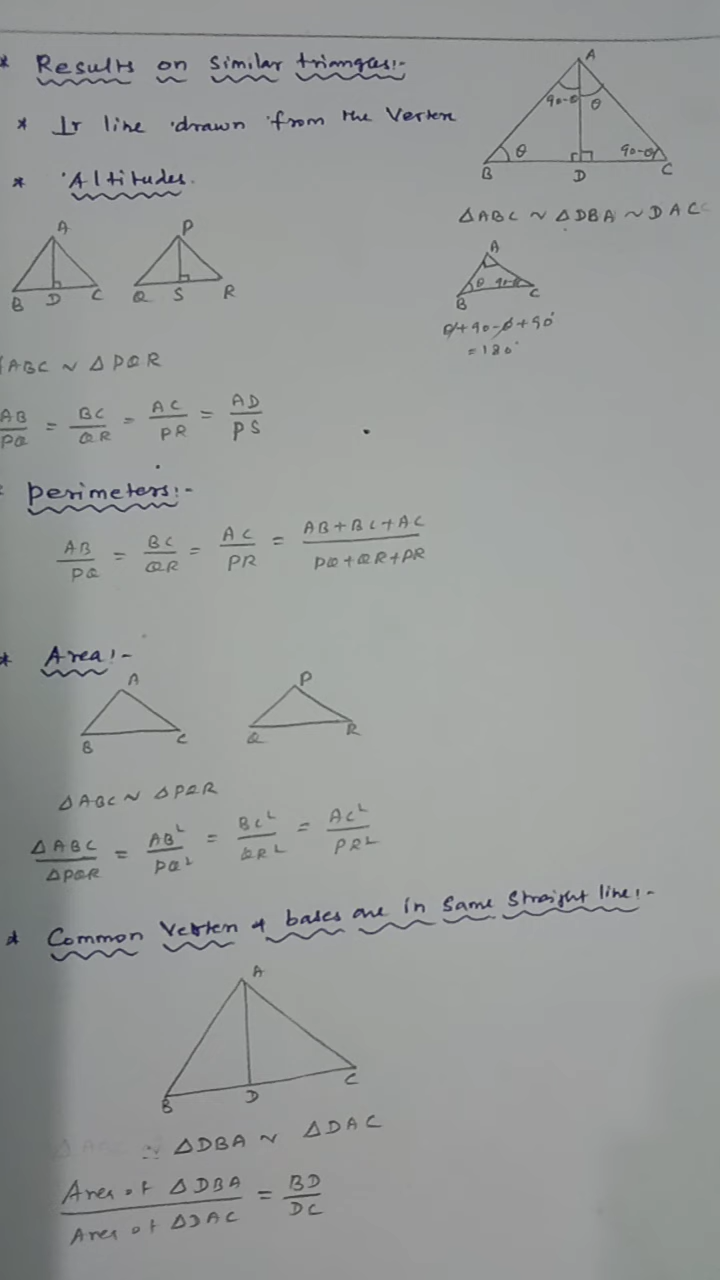 * Results on similar triangles:-
A
90-θ θ
θ 90-θ
B D C
* Ir line drawn from the Vertex
* Altitudes.
ΔABC ~ ΔDBA ~ DAC
A P
B D C Q S R
A
θ 90-θ
B C
θ+90-θ+90°
=180°
ABC ~ ΔPQR
AB/PQ = BC/QR = AC/PR = AD/PS
perimeters:-
AB/PQ = BC/QR = AC/PR = AB+BC+AC/PQ+QR+PR
* Area:-
A P
B C Q R
ΔABC ~ ΔPQR
ΔABC/ΔPQR = AB²/PQ² = BC²/QR² = AC²/PR²
* Common Vertex & bases are in same straight line:-
A
B D C
~ ΔDBA ~ ΔDAC
Area of ΔDBA/Area of ΔDAC = BD/DC